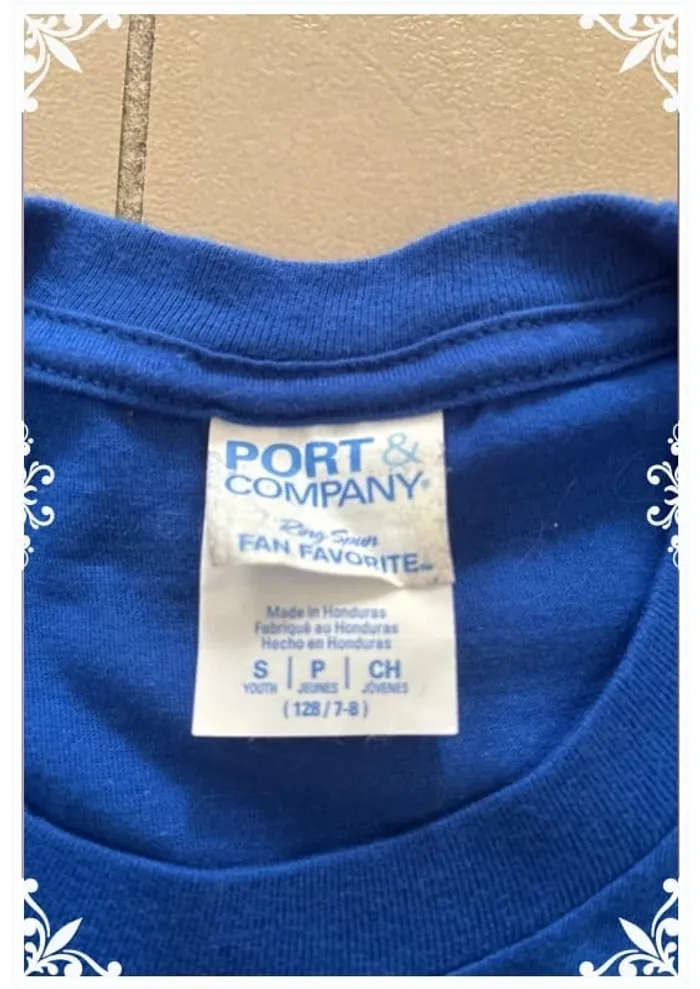 PORT &
COMPANY®
Ring Spun
FAN FAVORITE™
Made in Honduras
Fabriqué au Honduras
Hecho en Honduras
S | P | CH
YOUTH JEUNES JÓVENES
(128/7-8)